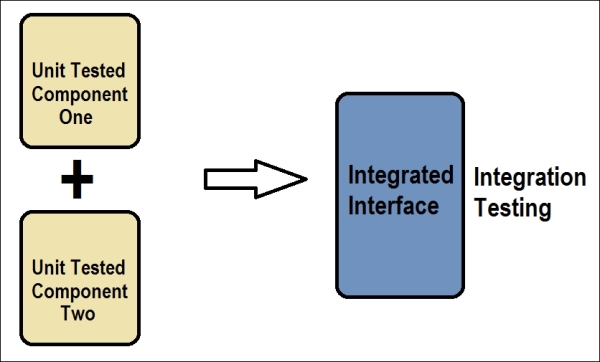 Unit Tested
Component
One
+
Unit Tested
Component
Two
Integrated
Interface
Integration
Testing